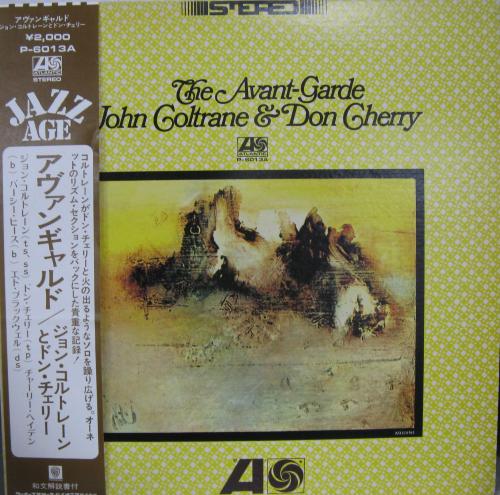 アヴァンギャルド
ジョン・コルトレーンとドン・チェリー
¥2,000
P-6013A
ATLANTIC
STEREO
JAZZ
AGE
コルトレーンがドン・チェリーと火の出るようなソロを繰り広げる。オーネ
ットのリズム・セクションをバックにした貴重な記録!
アヴァンギャルド/ジョン・コルトレーン
とドン・チェリー
ジョン・コルトレーン(ts、ss)ドン・チェリー(tp)チャーリー・ヘイデン
(b)パーシー・ヒース(b)エド・ブラックウェル(ds)
和文解説書付
STEREO
The Avant-Garde
John Coltrane & Don Cherry
ATLANTIC
P-6013A